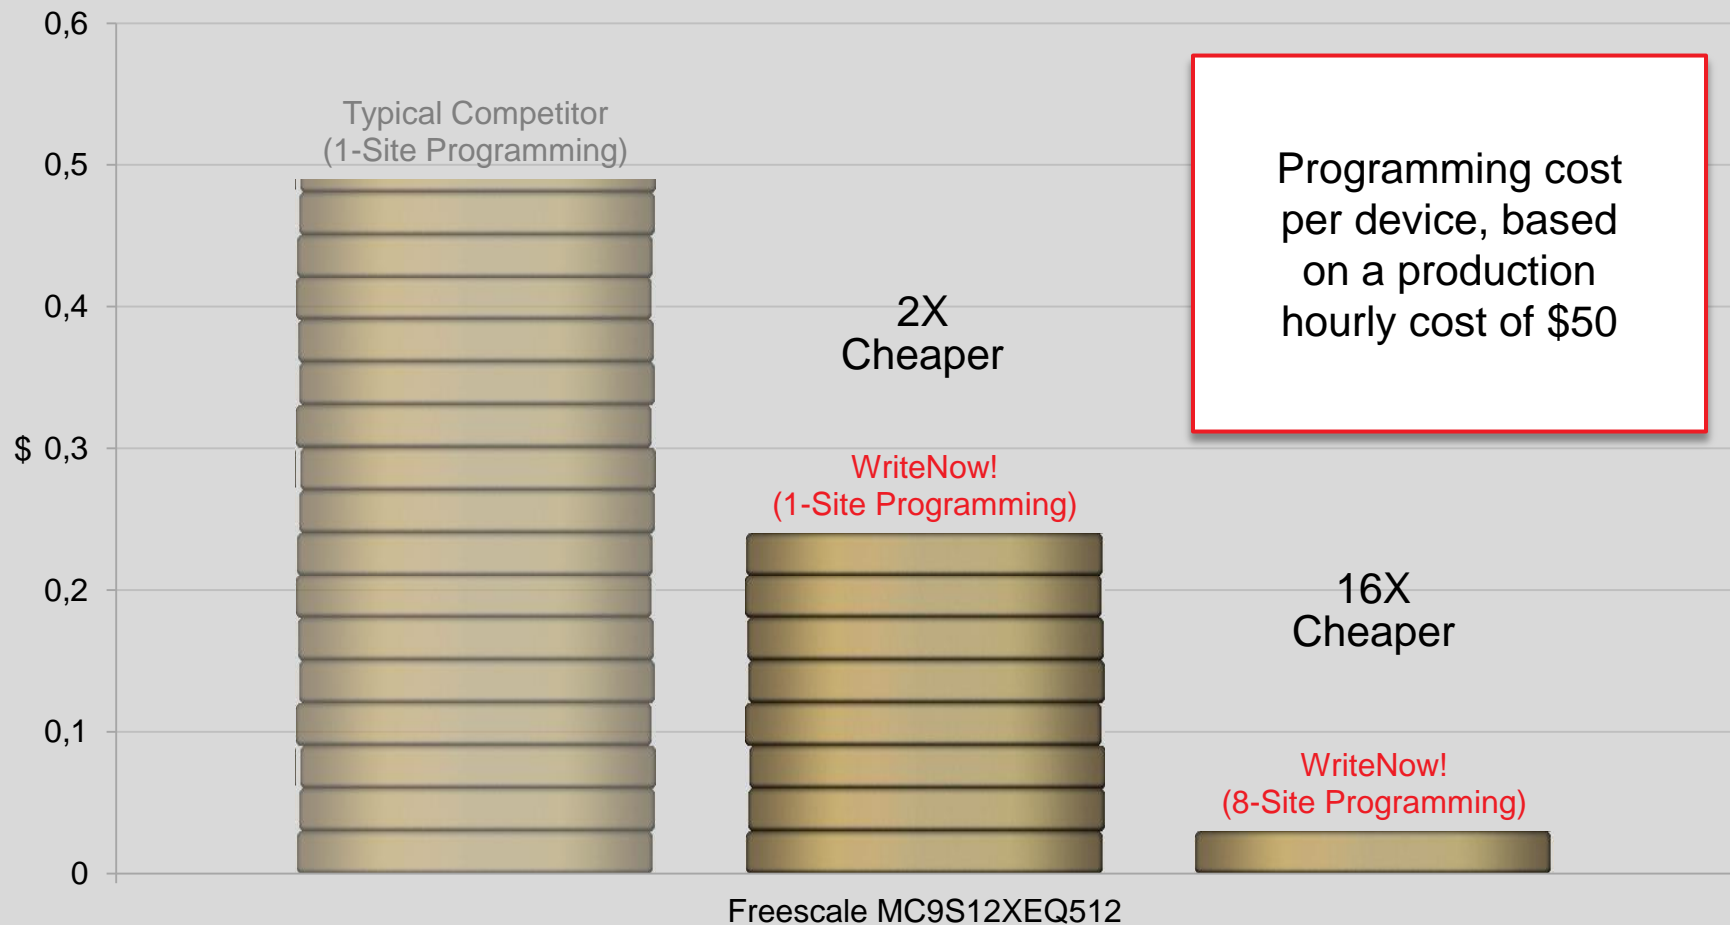 0,6
0,5
0,4
$ 0,3
0,2
0,1
0
Typical Competitor
(1-Site Programming)
2X
Cheaper
WriteNow!
(1-Site Programming)
16X
Cheaper
WriteNow!
(8-Site Programming)
Programming cost
per device, based
on a production
hourly cost of $50
Freescale MC9S12XEQ512